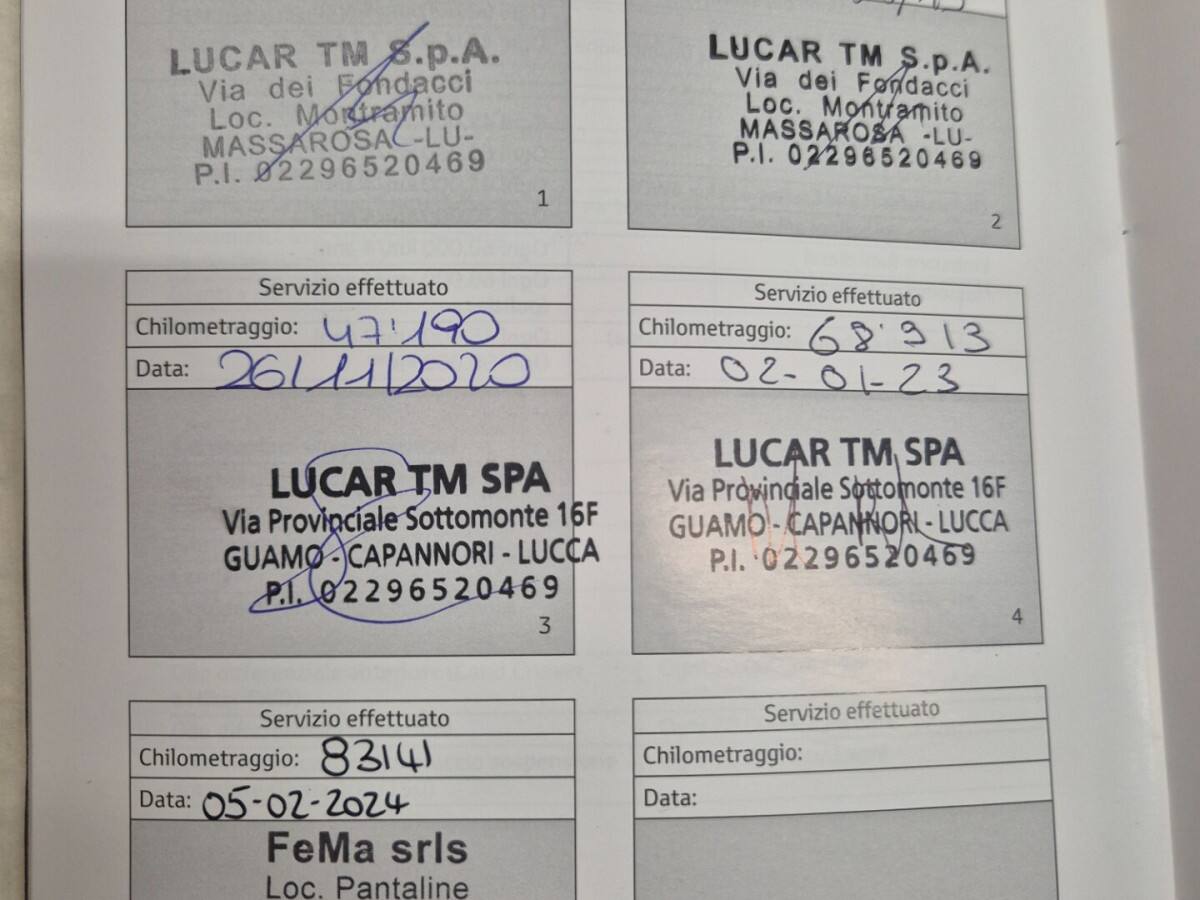 LUCAR TM S.p.A.
Via dei Fondacci
Loc. Montramito
MASSAROSA -LU-
P.I. 02296520469
1
LUCAR TM S.p.A.
Via dei Fondacci
Loc. Montramito
MASSAROSA -LU-
P.I. 02296520469
2
Servizio effettuato
Chilometraggio: 47'190
Data: 26/11/2020
LUCAR TM SPA
Via Provinciale Sottomonte 16F
GUAMO - CAPANNORI - LUCCA
P.I. 02296520469
3
Servizio effettuato
Chilometraggio: 68'913
Data: 02-01-23
LUCAR TM SPA
Via Provinciale Sottomonte 16F
GUAMO - CAPANNORI - LUCCA
P.I. 02296520469
4
Servizio effettuato
Chilometraggio: 83141
Data: 05-02-2024
FeMa srls
Loc. Pantaline
Servizio effettuato
Chilometraggio:
Data: